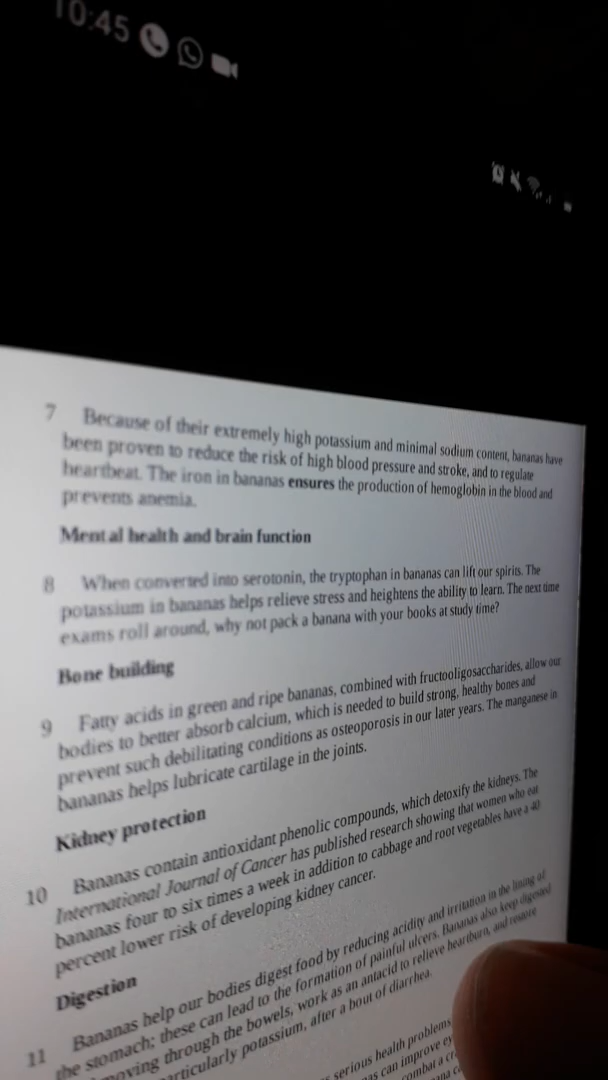 10:45
7 Because of their extremely high potassium and minimal sodium content, bananas have
been proven to reduce the risk of high blood pressure and stroke, and to regulate
heartbeat. The iron in bananas ensures the production of hemoglobin in the blood and
prevents anemia.
Mental health and brain function
8 When converted into serotonin, the tryptophan in bananas can lift our spirits. The
potassium in bananas helps relieve stress and heightens the ability to learn. The next time
exams roll around, why not pack a banana with your books at study time?
Bone building
9 Fatty acids in green and ripe bananas, combined with fructooligosaccharides, allow our
bodies to better absorb calcium, which is needed to build strong, healthy bones and
prevent such debilitating conditions as osteoporosis in our later years. The manganese in
bananas helps lubricate cartilage in the joints.
Kidney protection
10 Bananas contain antioxidant phenolic compounds, which detoxify the kidneys. The
International Journal of Cancer has published research showing that women who eat
bananas four to six times a week in addition to cabbage and root vegetables have a 40
percent lower risk of developing kidney cancer.
Digestion
11 Bananas help our bodies digest food by reducing acidity and irritation in the lining of
the stomach; these can lead to the formation of painful ulcers. Bananas also keep digested
moving through the bowels, work as an antacid to relieve heartburn, and restore
particularly potassium, after a bout of diarrhea.
serious health problems
can improve
combat a